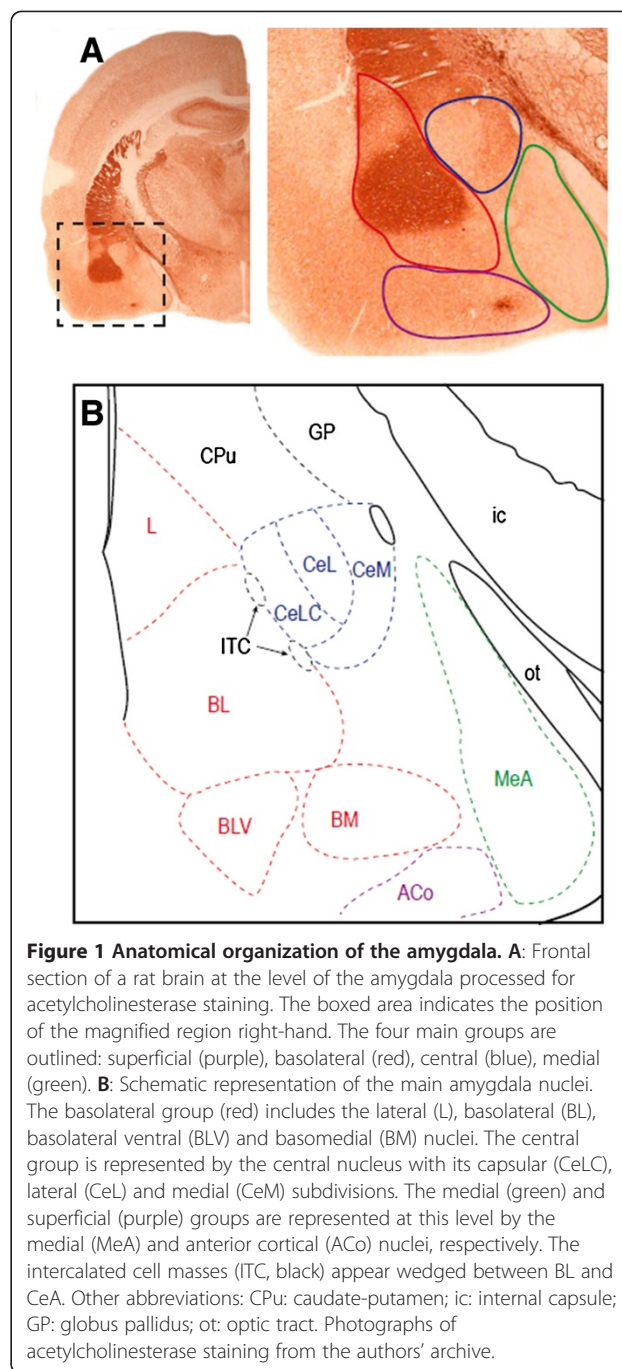 A
B
GP
CPu
ic
L
CeL
CeM
CeLC
ITC
ot
BL
MeA
BLV
BM
ACo
Figure 1 Anatomical organization of the amygdala. A: Frontal
section of a rat brain at the level of the amygdala processed for
acetylcholinesterase staining. The boxed area indicates the position
of the magnified region right-hand. The four main groups are
outlined: superficial (purple), basolateral (red), central (blue), medial
(green). B: Schematic representation of the main amygdala nuclei.
The basolateral group (red) includes the lateral (L), basolateral (BL),
basolateral ventral (BLV) and basomedial (BM) nuclei. The central
group is represented by the central nucleus with its capsular (CeLC),
lateral (CeL) and medial (CeM) subdivisions. The medial (green) and
superficial (purple) groups are represented at this level by the
medial (MeA) and anterior cortical (ACo) nuclei, respectively. The
intercalated cell masses (ITC, black) appear wedged between BL and
CeA. Other abbreviations: CPu: caudate-putamen; ic: internal capsule;
GP: globus pallidus; ot: optic tract. Photographs of
acetylcholinesterase staining from the authors' archive.